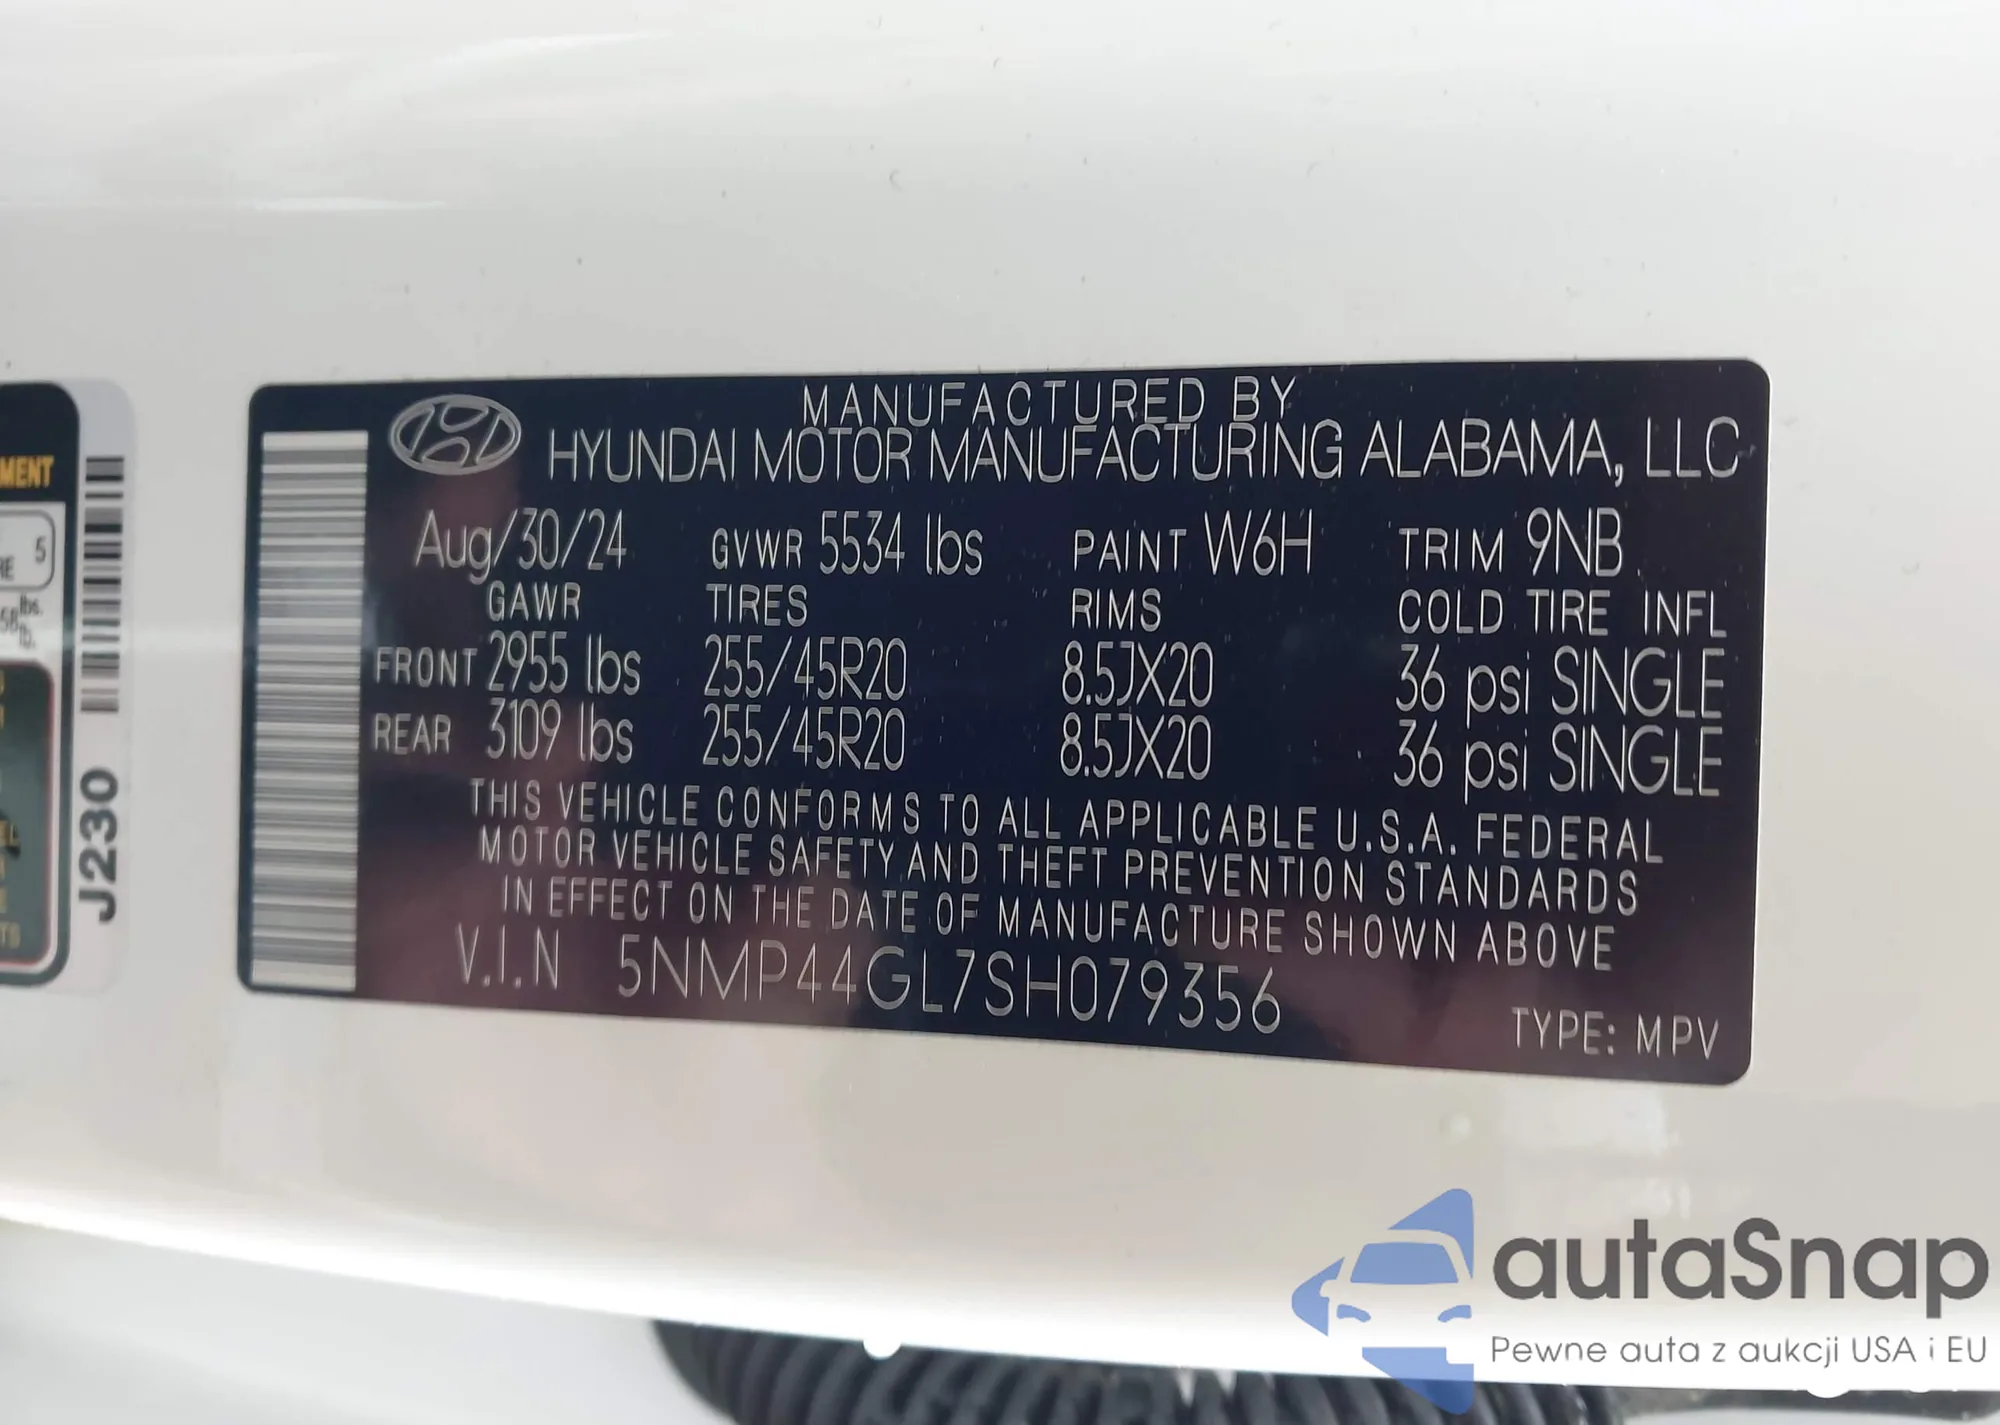 MANUFACTURED BY
HYUNDAI MOTOR MANUFACTURING ALABAMA, LLC
Aug/30/24 GVWR 5534 lbs PAINT W6H TRIM 9NB
GAWR TIRES RIMS COLD TIRE INFL
FRONT 2955 lbs 255/45R20 8.5JX20 36 psi SINGLE
REAR 3109 lbs 255/45R20 8.5JX20 36 psi SINGLE
THIS VEHICLE CONFORMS TO ALL APPLICABLE U.S.A. FEDERAL
MOTOR VEHICLE SAFETY AND THEFT PREVENTION STANDARDS
IN EFFECT ON THE DATE OF MANUFACTURE SHOWN ABOVE
V.I.N 5NMP44GL7SH079356
TYPE: MPV
J230
5
lbs.
lb.
autaSnap
Pewne auta z aukcji USA i EU